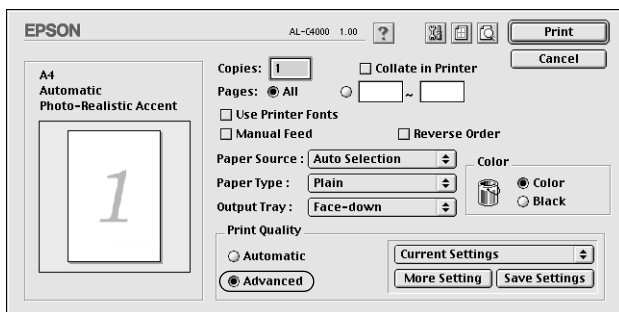 EPSON
AL-C4000 1.00 ?
Print
Cancel
A4
Automatic
Photo-Realistic Accent
1
Copies: 1
Collate in Printer
Pages: All ~
Use Printer Fonts
Manual Feed
Reverse Order
Paper Source : Auto Selection
Paper Type : Plain
Output Tray : Face-down
Color
Color
Black
Print Quality
Automatic
Advanced
Current Settings
More Setting
Save Settings